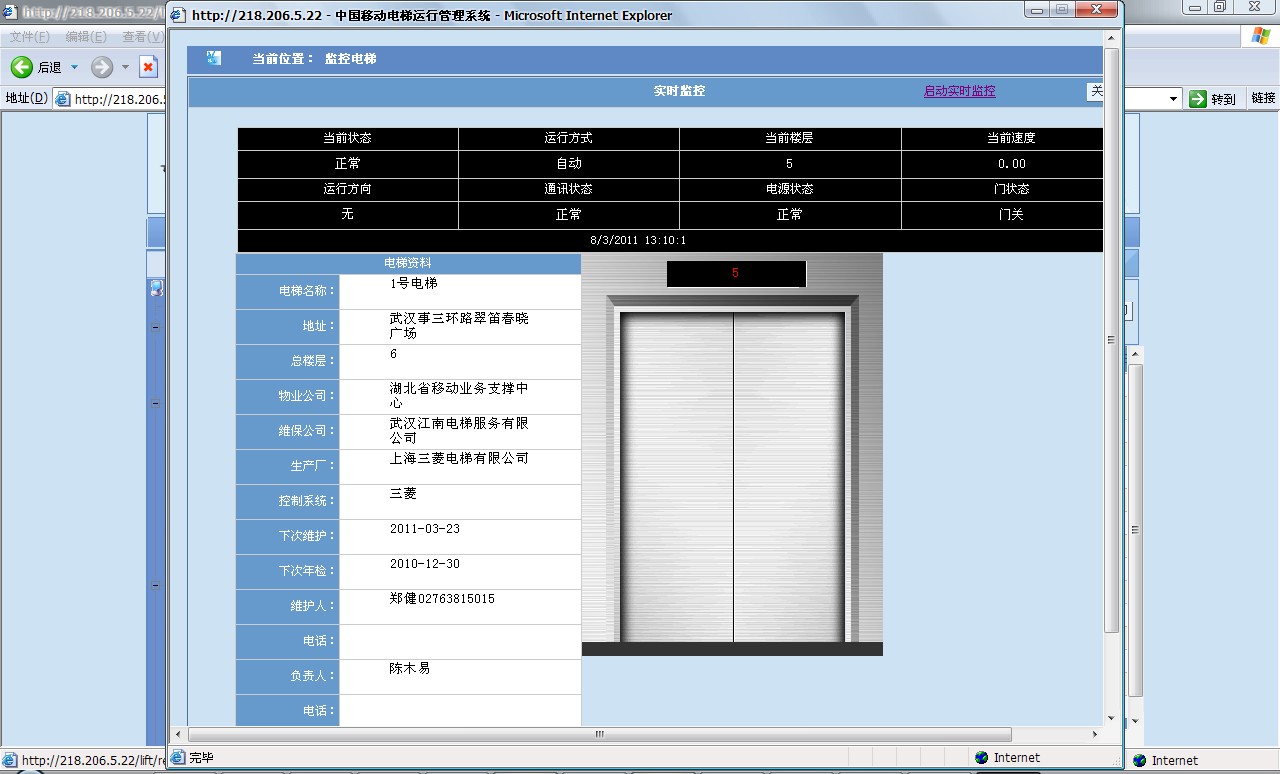 http://218.206.5.22 - 中国移动电梯运行管理系统 - Microsoft Internet Explorer
文件(F) 编辑(E) 查看(V)
后退
地址(D) http://218.206.5. 转到 链接
当前位置： 监控电梯
实时监控 启动实时监控 关
当前状态 运行方式 当前楼层 当前速度
正常 自动 5 0.00
运行方向 通讯状态 电源状态 门状态
无 正常 正常 门关
8/3/2011 13:10:1
电梯资料
5
电梯名称： 1号电梯
地址： 武汉事三环路翠笛春晓
广场
总楼层： 6
物业公司： 湖北省移动业务支撑中
心
维保公司： 武汉江南电梯服务有限
公司
生产厂： 上海三菱电梯有限公司
控制系统： 三菱
下次维护： 2011-03-23
下次年检： 2010-12-30
维护人： 郑健02763815015
电话：
负责人： 陈木易
电话：
完毕 Internet
http://218.206.5.22/lift/re Internet